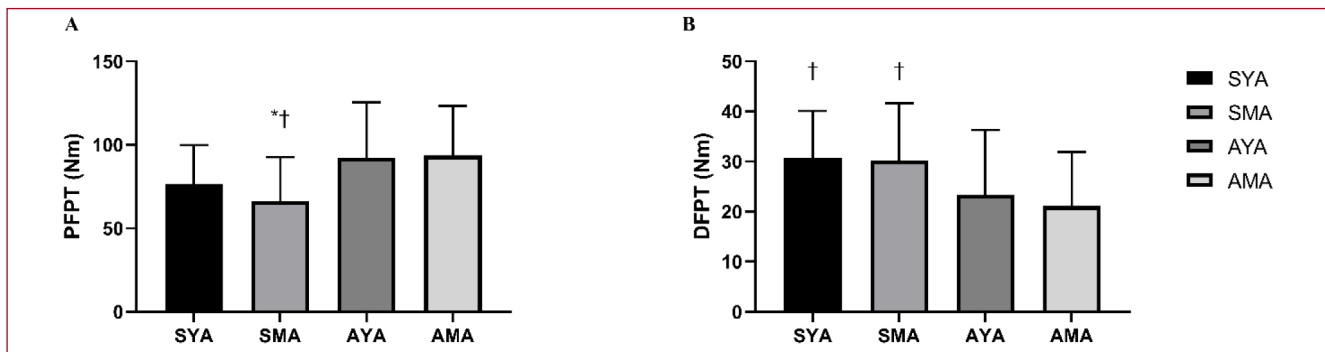 A
PFPT (Nm)
150
100
50
0
*†
SYA SMA AYA AMA
B
DFPT (Nm)
50
40
30
20
10
0
† †
SYA SMA AYA AMA
SYA
SMA
AYA
AMA